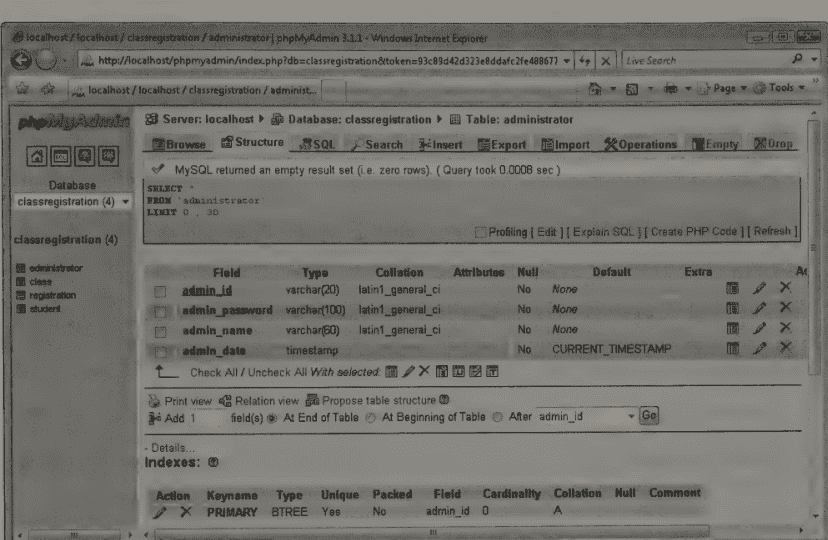 localhost / localhost / classregistration / administrator | phpMyAdmin 3.1.1 - Windows Internet Explorer
http://localhost/phpmyadmin/index.php?db=classregistration&token=93c89d42d323e8ddafc2fe488677
Live Search
localhost / localhost / classregistration / administ...
Page
Tools
phpMyAdmin
Server: localhost
Database: classregistration
Table: administrator
Browse Structure SQL Search Insert Export Import Operations Empty Drop
Database
classregistration (4)
classregistration (4)
administrator
class
registration
student
MySQL returned an empty result set (i.e. zero rows). ( Query took 0.0008 sec )
SELECT *
FROM `administrator`
LIMIT 0 , 30
Profiling [ Edit ] [ Explain SQL ] [ Create PHP Code ] [ Refresh ]
Field Type Collation Attributes Null Default Extra
admin_id varchar(20) latin1_general_ci No None
admin_password varchar(100) latin1_general_ci No None
admin_name varchar(60) latin1_general_ci No None
admin_date timestamp No CURRENT_TIMESTAMP
Check All / Uncheck All With selected:
Print view Relation view Propose table structure
Add 1 field(s) At End of Table At Beginning of Table After admin_id Go
- Details...
Indexes:
Action Keyname Type Unique Packed Field Cardinality Collation Null Comment
PRIMARY BTREE Yes No admin_id 0 A